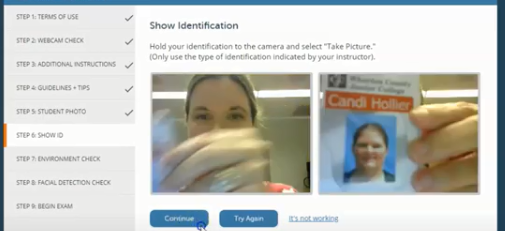 STEP 1: TERMS OF USE
STEP 2: WEBCAM CHECK
STEP 3: ADDITIONAL INSTRUCTIONS
STEP 4: GUIDELINES + TIPS
STEP 5: STUDENT PHOTO
STEP 6: SHOW ID
STEP 7: ENVIRONMENT CHECK
STEP 8: FACIAL DETECTION CHECK
STEP 9: BEGIN EXAM
Show Identification
Hold your identification to the camera and select "Take Picture."
(Only use the type of identification indicated by your instructor).
Wharton County
Junior College
Candi Hollier
Continue
Try Again
It's not working